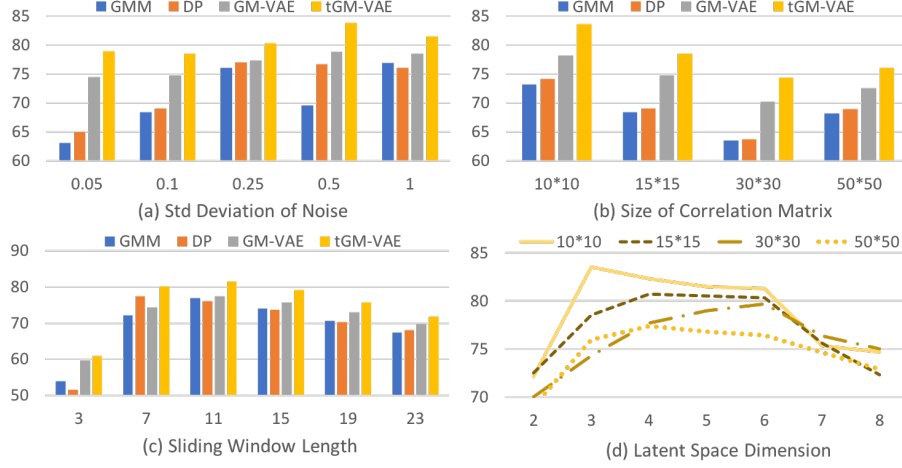 GMM DP GM-VAE tGM-VAE
85
80
75
70
65
60
0.05 0.1 0.25 0.5 1
(a) Std Deviation of Noise
GMM DP GM-VAE tGM-VAE
85
80
75
70
65
60
10*10 15*15 30*30 50*50
(b) Size of Correlation Matrix
GMM DP GM-VAE tGM-VAE
90
80
70
60
50
3 7 11 15 19 23
(c) Sliding Window Length
10*10 15*15 30*30 50*50
85
80
75
70
2 3 4 5 6 7 8
(d) Latent Space Dimension